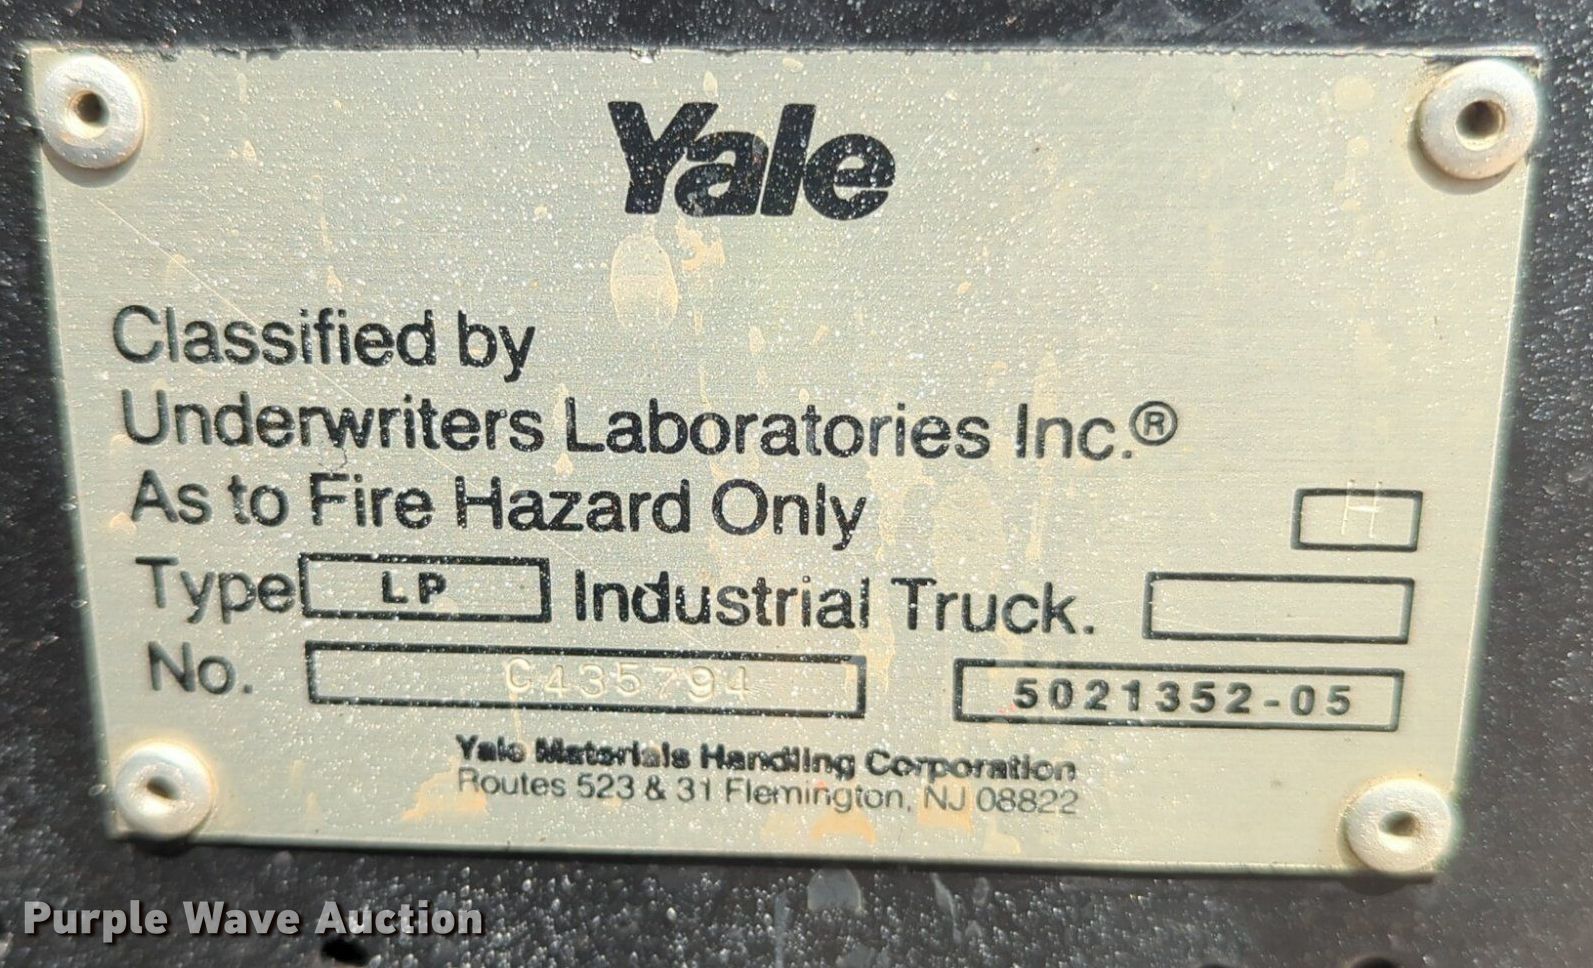 Yale
Classified by
Underwriters Laboratories Inc.®
As to Fire Hazard Only H
Type LP Industrial Truck.
No. C435794 5021352-05
Yale Materials Handling Corporation
Routes 523 & 31 Flemington, NJ 08822
Purple Wave Auction